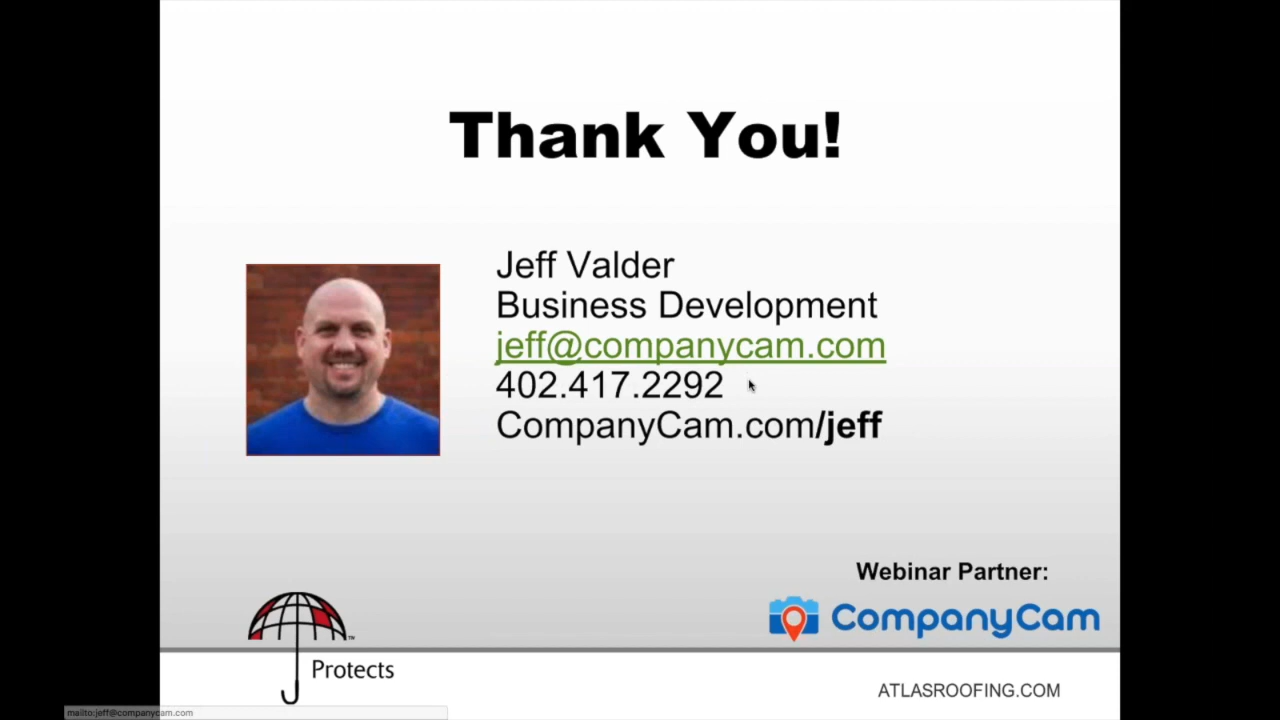 Thank You!
Jeff Valder
Business Development
jeff@companycam.com
402.417.2292
CompanyCam.com/jeff
Webinar Partner:
CompanyCam
TM
Protects
ATLASROOFING.COM
mailto:jeff@companycam.com